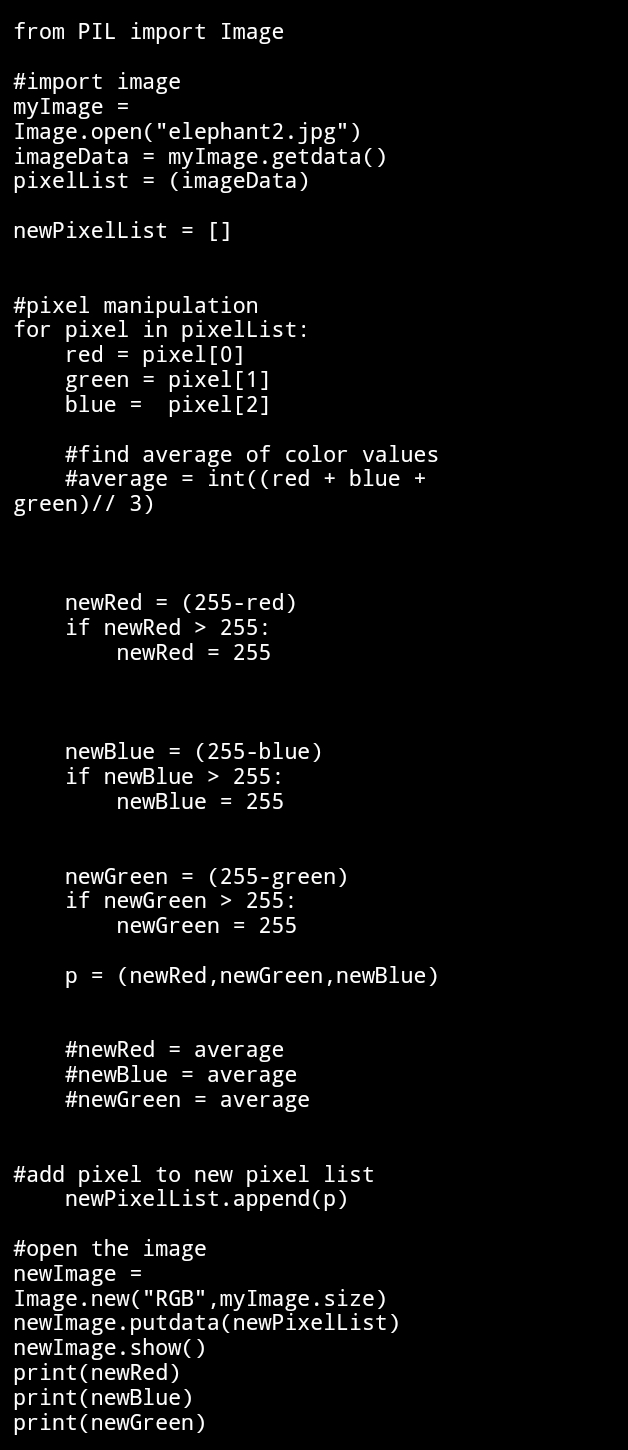 from PIL import Image

#import image
myImage =
Image.open("elephant2.jpg")
imageData = myImage.getdata()
pixelList = (imageData)

newPixelList = []


#pixel manipulation
for pixel in pixelList:
    red = pixel[0]
    green = pixel[1]
    blue =  pixel[2]

    #find average of color values
    #average = int((red + blue +
green)// 3)



    newRed = (255-red)
    if newRed > 255:
        newRed = 255



    newBlue = (255-blue)
    if newBlue > 255:
        newBlue = 255


    newGreen = (255-green)
    if newGreen > 255:
        newGreen = 255

    p = (newRed,newGreen,newBlue)


    #newRed = average
    #newBlue = average
    #newGreen = average


#add pixel to new pixel list
    newPixelList.append(p)

#open the image
newImage =
Image.new("RGB",myImage.size)
newImage.putdata(newPixelList)
newImage.show()
print(newRed)
print(newBlue)
print(newGreen)